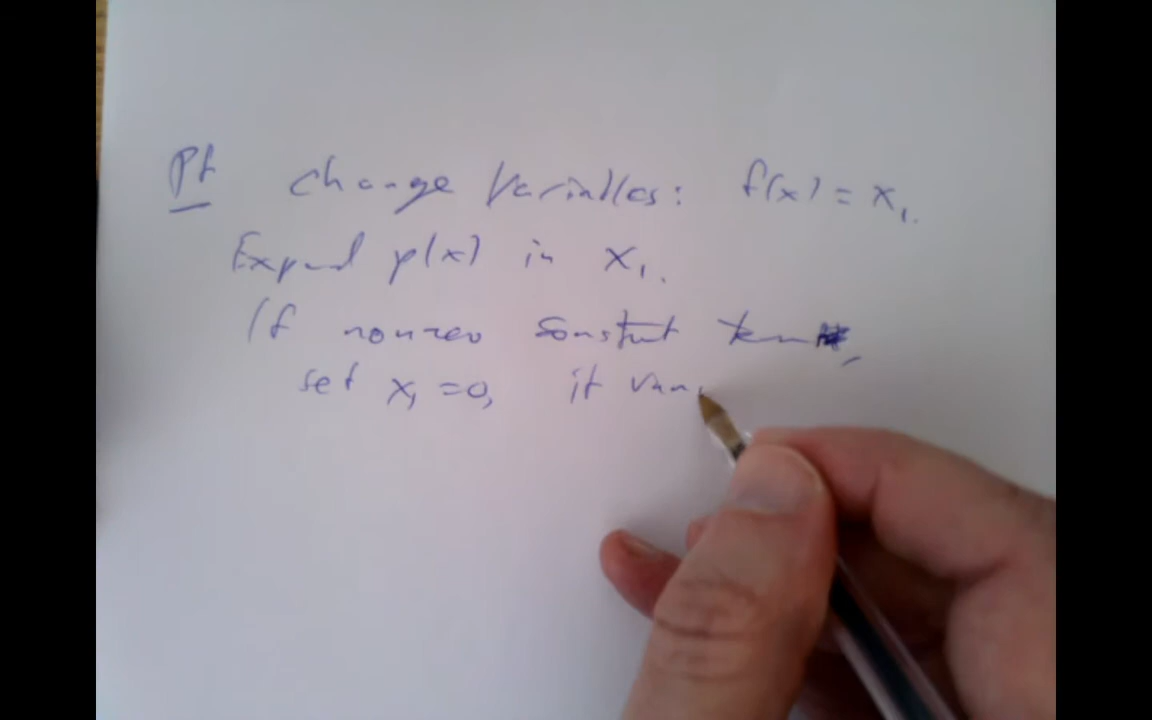 Pf Change Variables: f(x) = x₁.
Expand p(x) in x₁.
If nonzero constant term,
set x₁ = 0, it van